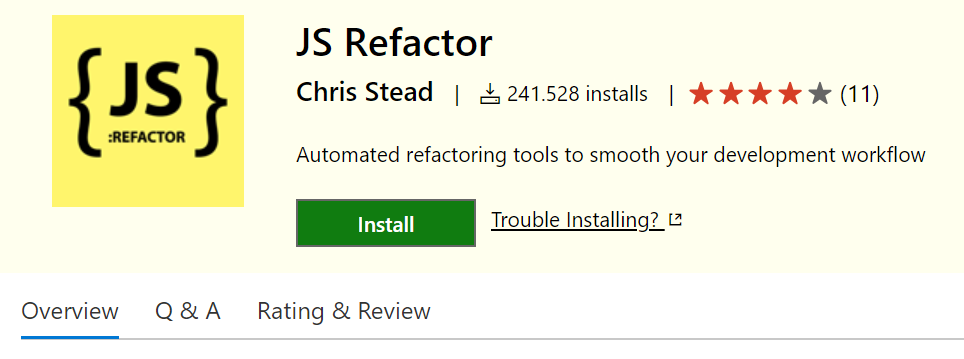 JS
:REFACTOR
JS Refactor
Chris Stead | 241.528 installs | (11)
Automated refactoring tools to smooth your development workflow
Install
Trouble Installing?
Overview Q & A Rating & Review